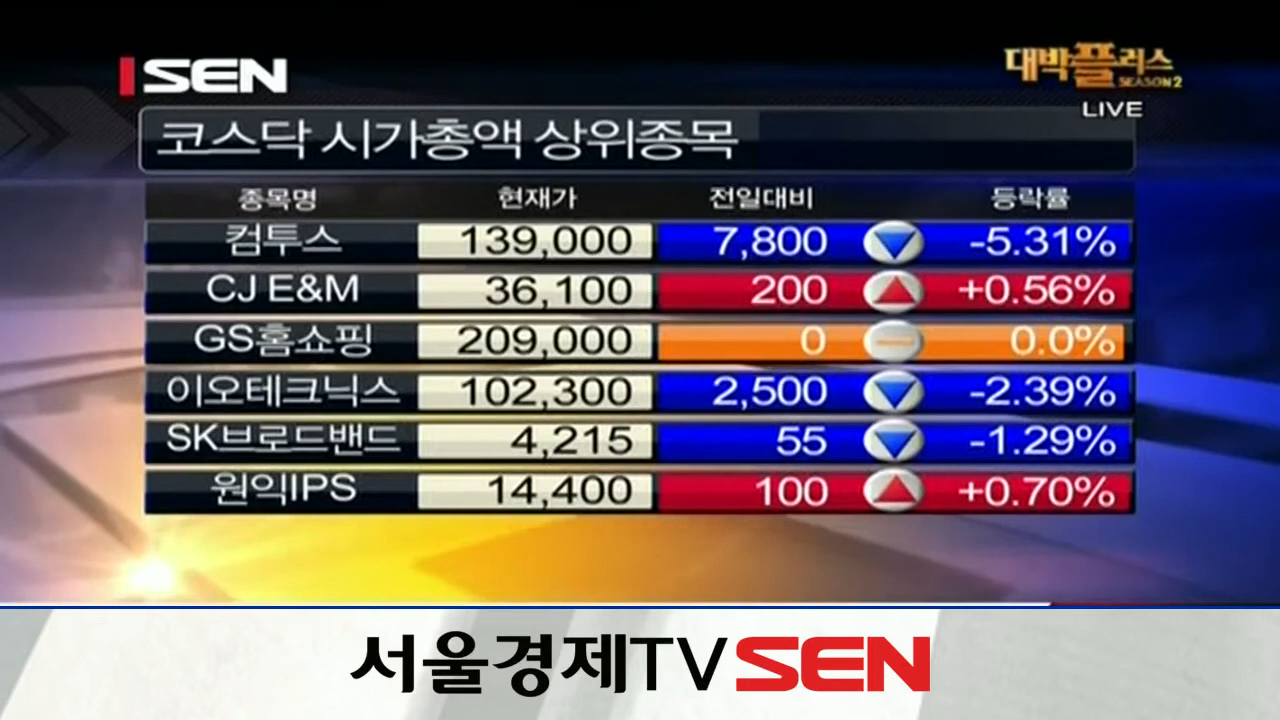 SEN
대박플러스
SEASON2
LIVE
코스닥 시가총액 상위종목
종목명 현재가 전일대비 등락률
컴투스 139,000 7,800 -5.31%
CJ E&M 36,100 200 +0.56%
GS홈쇼핑 209,000 0 0.0%
이오테크닉스 102,300 2,500 -2.39%
SK브로드밴드 4,215 55 -1.29%
원익IPS 14,400 100 +0.70%
서울경제TV SEN